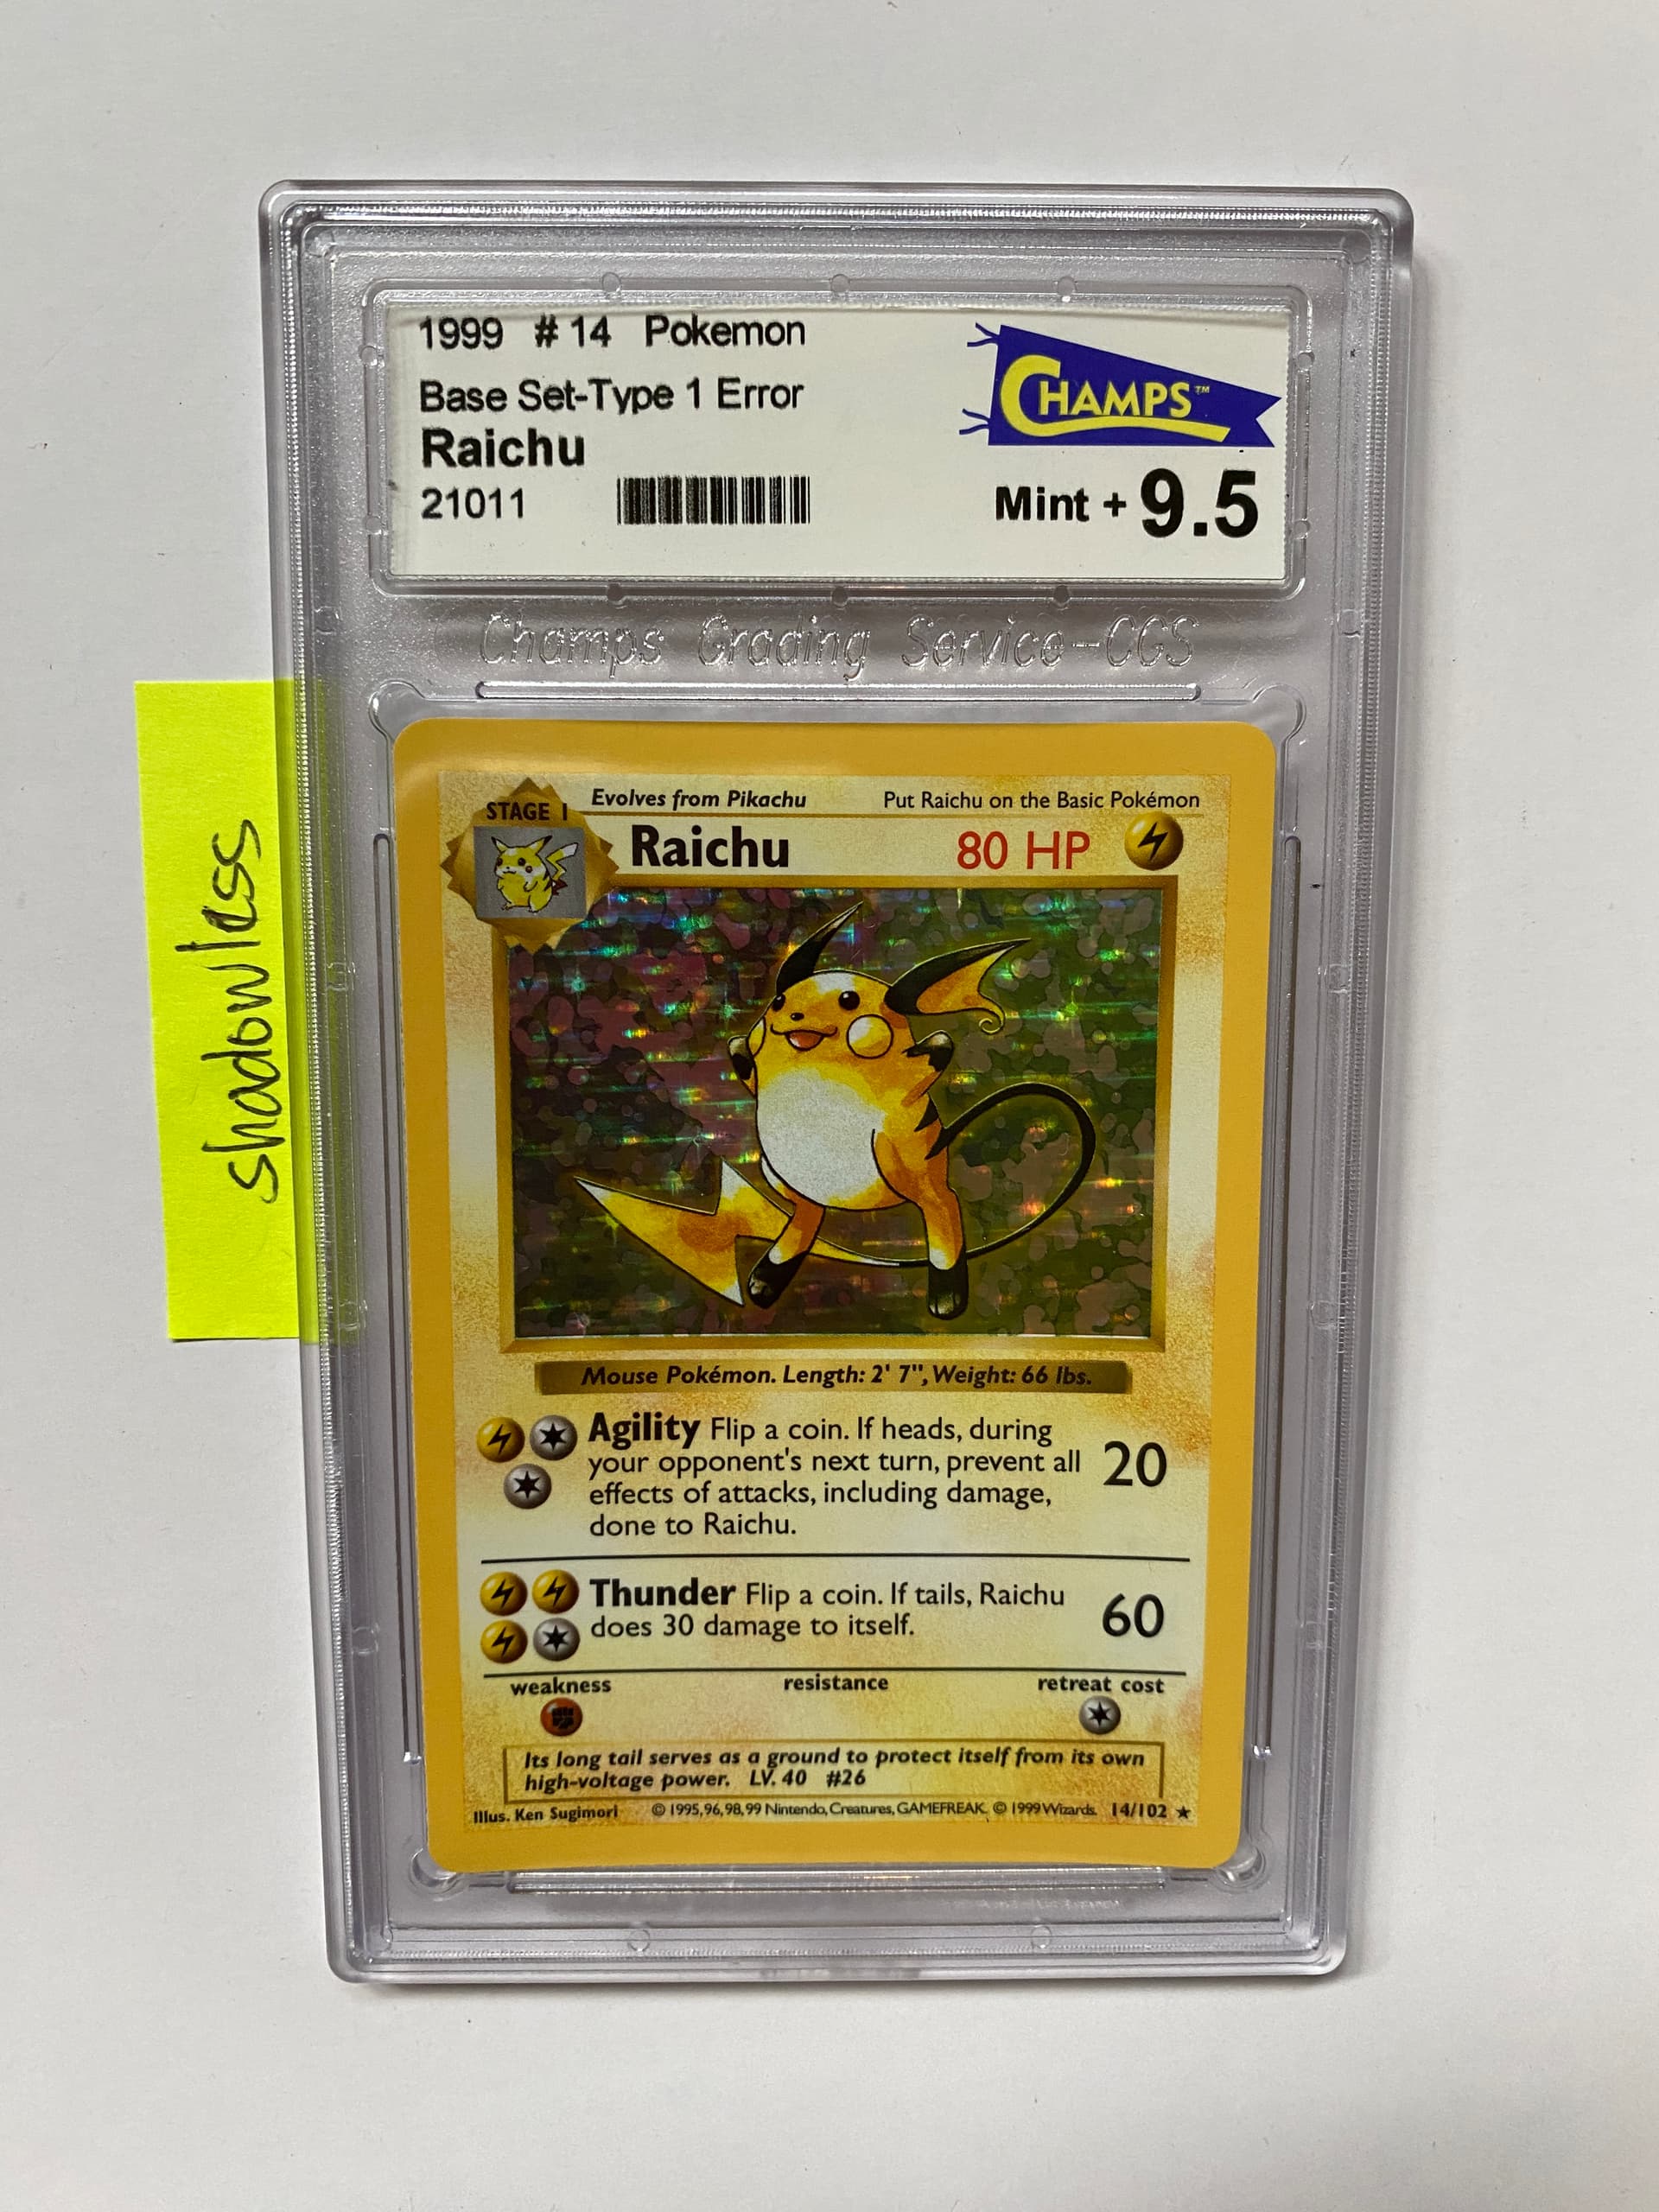 1999 # 14 Pokemon
Base Set-Type 1 Error
Raichu
21011
CHAMPS™
Mint + 9.5
Champs Grading Service-CGS
shadowless
STAGE 1
Evolves from Pikachu
Put Raichu on the Basic Pokémon
Raichu
80 HP
Mouse Pokémon. Length: 2' 7", Weight: 66 lbs.
Agility Flip a coin. If heads, during
your opponent's next turn, prevent all
effects of attacks, including damage,
done to Raichu.
20
Thunder Flip a coin. If tails, Raichu
does 30 damage to itself.
60
weakness
resistance
retreat cost
Its long tail serves as a ground to protect itself from its own
high-voltage power. LV. 40 #26
Illus. Ken Sugimori
© 1995, 96, 98, 99 Nintendo, Creatures, GAMEFREAK. © 1999 Wizards.
14/102 ★